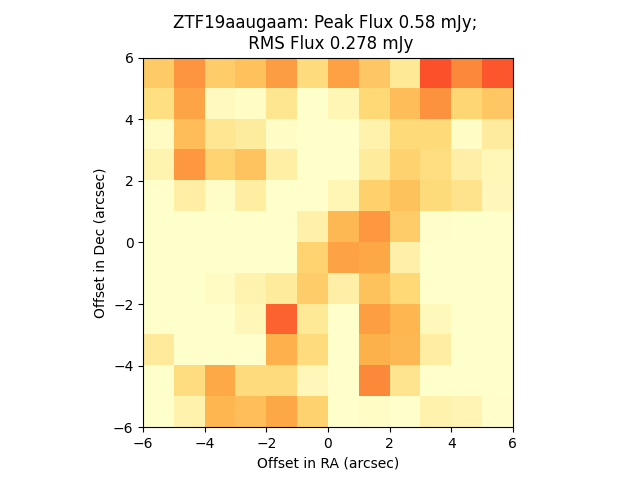 ZTF19aaugaam: Peak Flux 0.58 mJy;
RMS Flux 0.278 mJy
6
4
2
0
−2
−4
−6
Offset in Dec (arcsec)
−6 −4 −2 0 2 4 6
Offset in RA (arcsec)